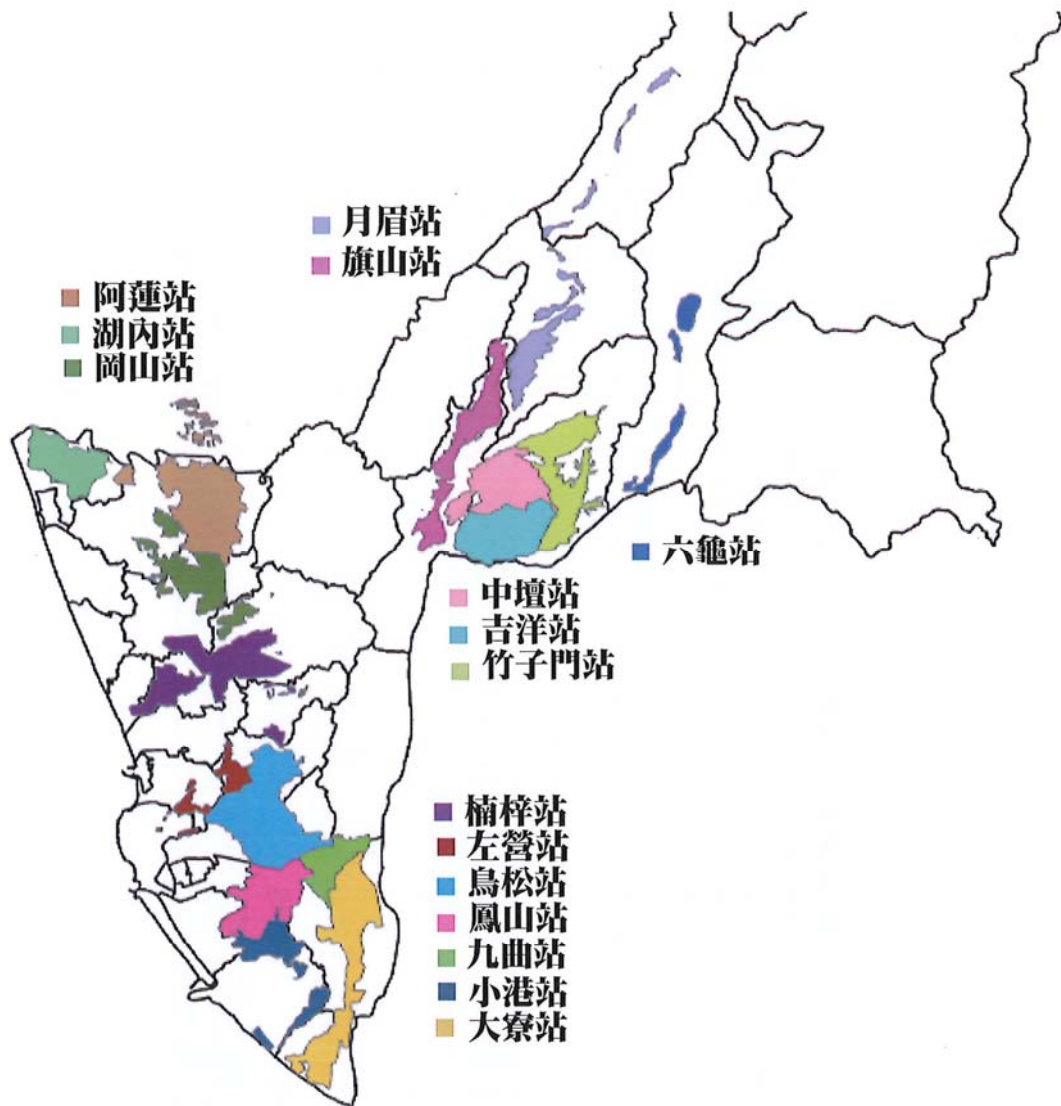 月眉站
旗山站
阿蓮站
湖內站
岡山站
六龜站
中壇站
吉洋站
竹子門站
楠梓站
左營站
鳥松站
鳳山站
九曲站
小港站
大寮站